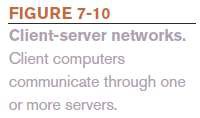 FIGURE 7-10
Client-server networks.
Client computers
communicate through one
or more servers.